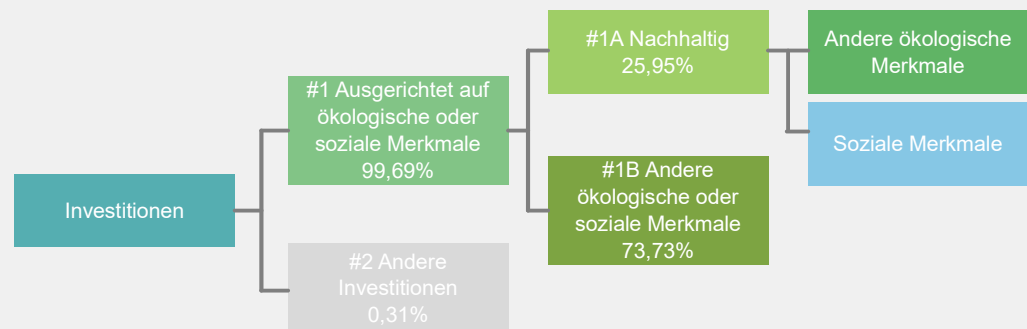 Investitionen
#1 Ausgerichtet auf
ökologische oder
soziale Merkmale
99,69%
#2 Andere
Investitionen
0,31%
#1A Nachhaltig
25,95%
#1B Andere
ökologische oder
soziale Merkmale
73,73%
Andere ökologische
Merkmale
Soziale Merkmale